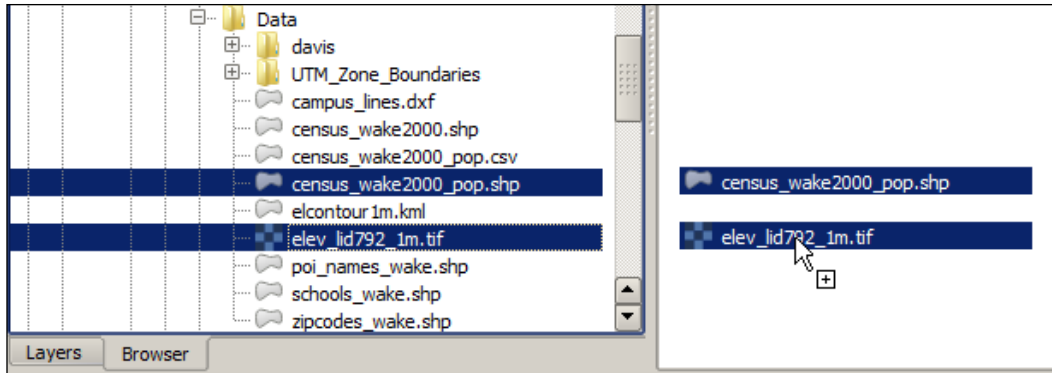 Data
davis
UTM_Zone_Boundaries
campus_lines.dxf
census_wake2000.shp
census_wake2000_pop.csv
census_wake2000_pop.shp
elcontour1m.kml
elev_lid792_1m.tif
poi_names_wake.shp
schools_wake.shp
zipcodes_wake.shp
Layers
Browser
census_wake2000_pop.shp
elev_lid792_1m.tif